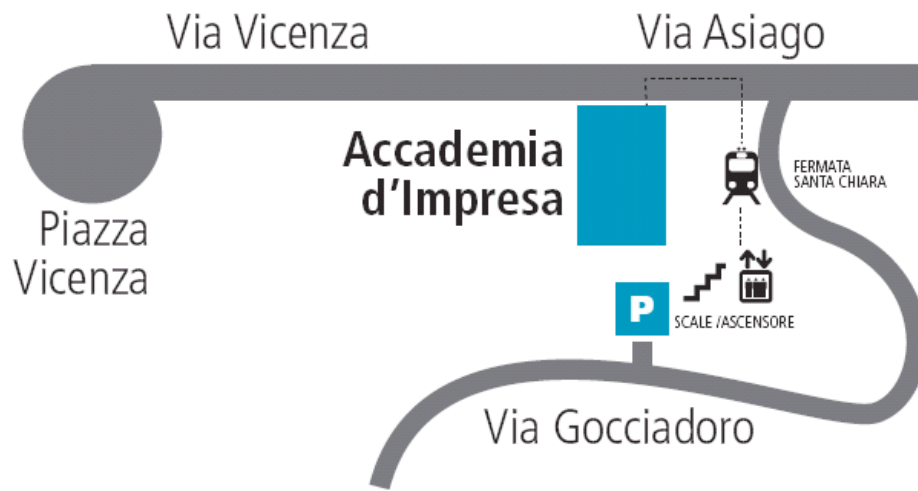 Via Vicenza
Via Asiago
Accademia
d'Impresa
FERMATA
SANTA CHIARA
Piazza
Vicenza
P
SCALE /ASCENSORE
Via Gocciadoro